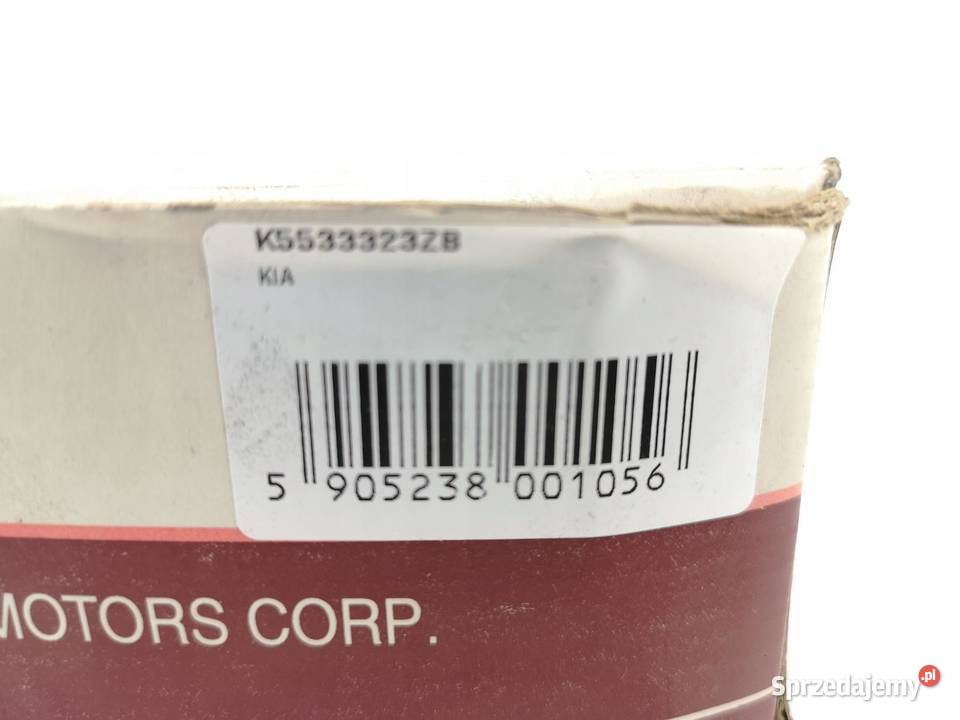 K5533323ZB
KIA
5 905238 001056
MOTORS CORP.
Sprzedajemy.pl